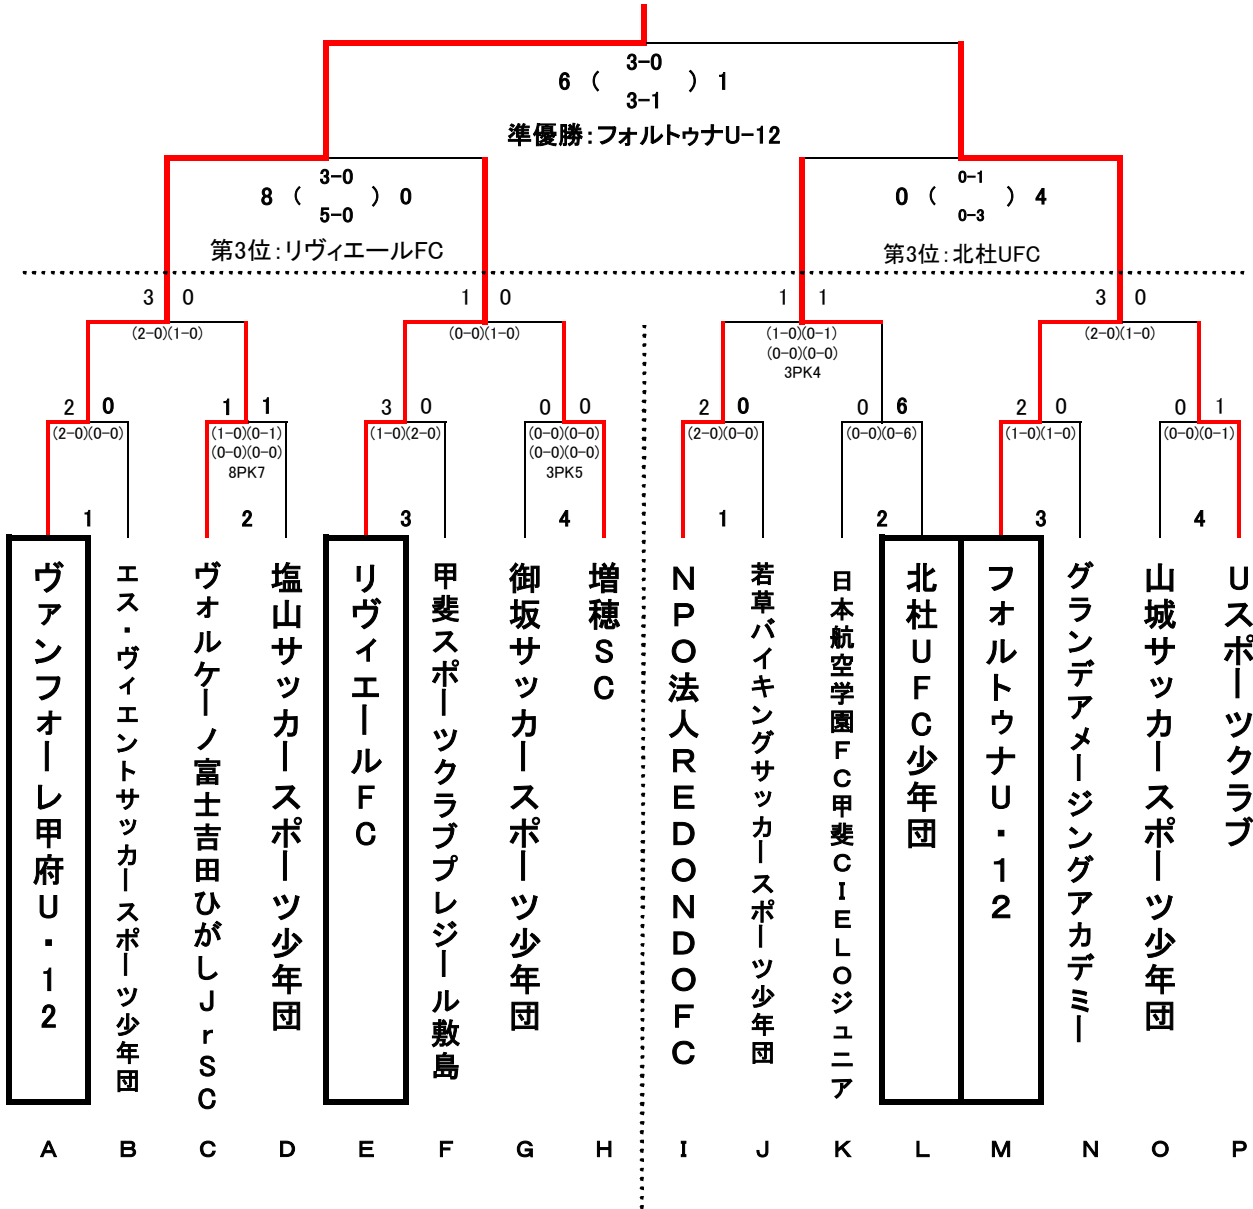 3-0
6 ( ) 1
3-1
準優勝：フォルトゥナU-12
3-0
8 ( ) 0
5-0
第3位：リヴィエールFC
0-1
0 ( ) 4
0-3
第3位：北杜UFC
3 0
(2-0)(1-0)
1 0
(0-0)(1-0)
1 1
(1-0)(0-1)
(0-0)(0-0)
3PK4
3 0
(2-0)(1-0)
2 0
(2-0)(0-0)
1 1
(1-0)(0-1)
(0-0)(0-0)
8PK7
3 0
(1-0)(2-0)
0 0
(0-0)(0-0)
(0-0)(0-0)
3PK5
2 0
(2-0)(0-0)
0 6
(0-0)(0-6)
2 0
(1-0)(1-0)
0 1
(0-0)(0-1)
1 2 3 4 1 2 3 4
ヴァンフォーレ甲府U・12
エス・ヴィエントサッカースポーツ少年団
ヴォルケーノ富士吉田ひがしJrSC
塩山サッカースポーツ少年団
リヴィエールFC
甲斐スポーツクラブプレジール敷島
御坂サッカースポーツ少年団
増穂SC
NPO法人REDONDOFC
若草バイキングサッカースポーツ少年団
日本航空学園FC甲斐CIELOジュニア
北杜UFC少年団
フォルトゥナU・12
グランデアメージングアカデミー
山城サッカースポーツ少年団
Uスポーツクラブ
A B C D E F G H I J K L M N O P